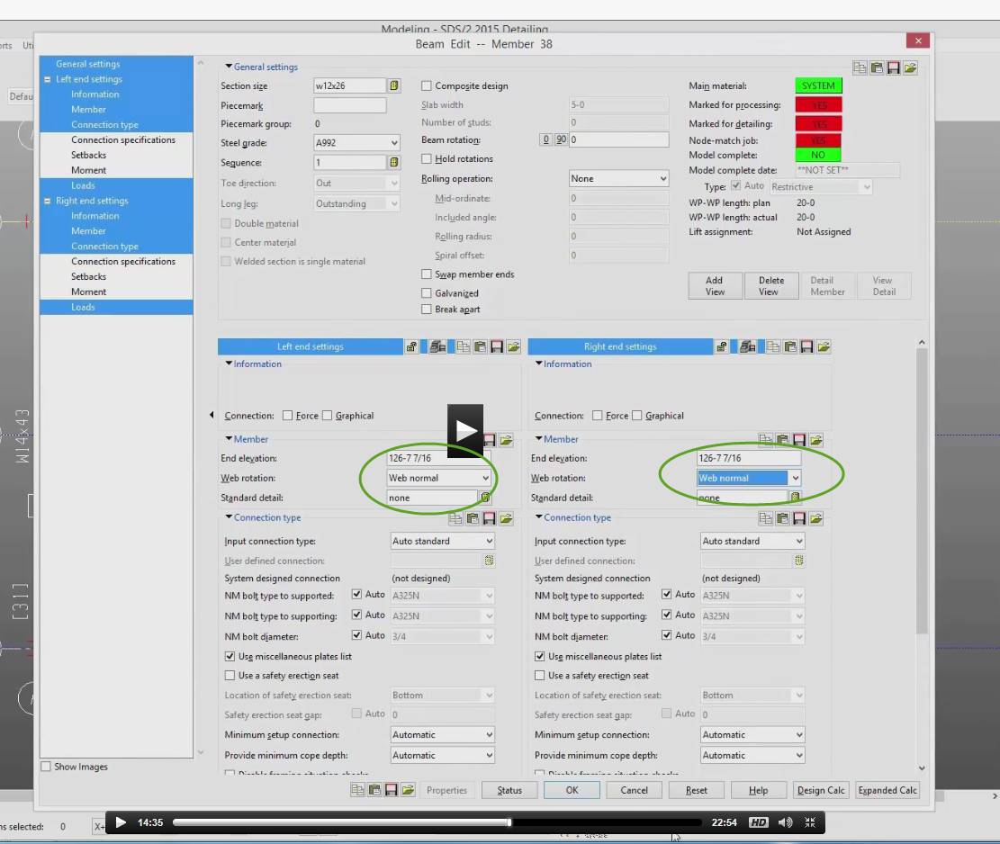 Modeling - SDS/2 2015 Detailing
Beam Edit -- Member 38
orts Uti
Defau
General settings
Left end settings
Information
Member
Connection type
Connection specifications
Setbacks
Moment
Loads
Right end settings
Information
Member
Connection type
Connection specifications
Setbacks
Moment
Loads
Show Images
General settings
Section size w12x26
Piecemark
Piecemark group: 0
Steel grade: A992
Sequence: 1
Toe direction: Out
Long leg: Outstanding
Double material
Center material
Welded section is single material
Composite design
Slab width 5-0
Number of studs: 0
Beam rotation: 0 90 0
Hold rotations
Rolling operation: None
Mid-ordinate: 0
Included angle: 0
Rolling radius: 0
Spiral offset: 0
Swap member ends
Galvanized
Break apart
Main material: SYSTEM
Marked for processing: YES
Marked for detailing: YES
Node-match job: YES
Model complete: NO
Model complete date: **NOT SET**
Type: Auto Restrictive
WP-WP length: plan 20-0
WP-WP length: actual 20-0
Lift assignment: Not Assigned
Add View
Delete View
Detail Member
View Detail
Left end settings
Information
Connection: Force Graphical
Member
End elevation: 126-7 7/16
Web rotation: Web normal
Standard detail: none
Connection type
Input connection type: Auto standard
User defined connection:
System designed connection (not designed)
NM bolt type to supported: Auto A325N
NM bolt type to supporting: Auto A325N
NM bolt diameter: Auto 3/4
Use miscellaneous plates list
Use a safety erection seat
Location of safety erection seat: Bottom
Safety erection seat gap: Auto 0
Minimum setup connection: Automatic
Provide minimum cope depth: Automatic
Disable framing situation checks
Right end settings
Information
Connection: Force Graphical
Member
End elevation: 126-7 7/16
Web rotation: Web normal
Standard detail: none
Connection type
Input connection type: Auto standard
User defined connection:
System designed connection (not designed)
NM bolt type to supported: Auto A325N
NM bolt type to supporting: Auto A325N
NM bolt diameter: Auto 3/4
Use miscellaneous plates list
Use a safety erection seat
Location of safety erection seat: Bottom
Safety erection seat gap: Auto 0
Minimum setup connection: Automatic
Provide minimum cope depth: Automatic
Disable framing situation checks
Properties Status OK Cancel Reset Help Design Calc Expanded Calc
W14x43
[31]
ns selected: 0 X+
14:35 22:54 HD